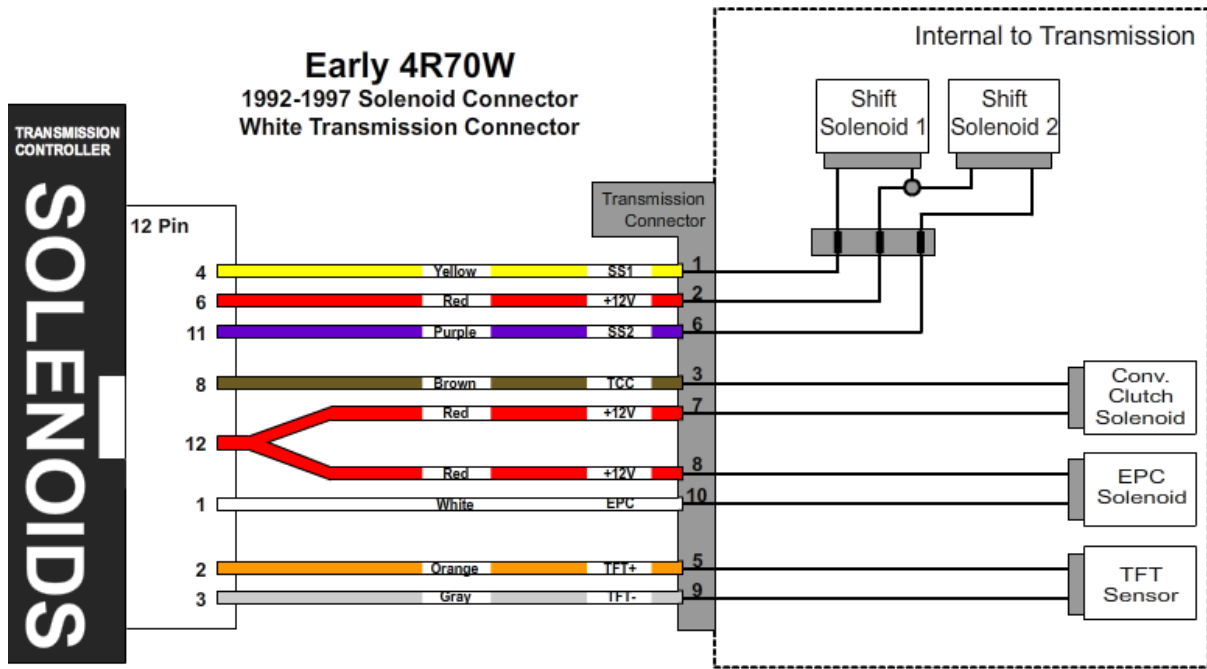 Early 4R70W
1992-1997 Solenoid Connector
White Transmission Connector
Internal to Transmission
Shift
Solenoid 1
Shift
Solenoid 2
TRANSMISSION
CONTROLLER
SOLENOIDS
12 Pin
Transmission
Connector
4 Yellow SS1 1
6 Red +12V 2
11 Purple SS2 6
8 Brown TCC 3
Red +12V 7
12
Red +12V 8
1 White EPC 10
2 Orange TFT+ 5
3 Gray TFT- 9
Conv.
Clutch
Solenoid
EPC
Solenoid
TFT
Sensor